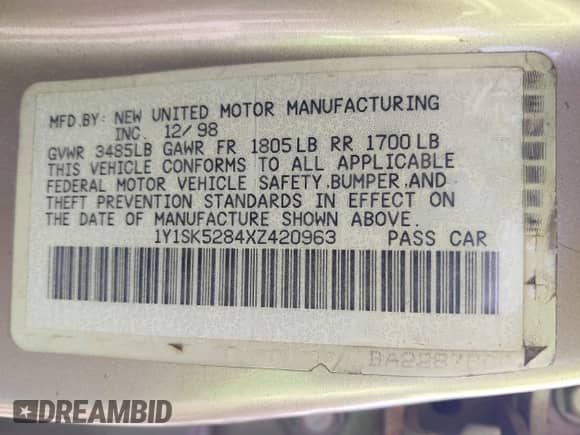 MFD.BY: NEW UNITED MOTOR MANUFACTURING
INC. 12/98
GVWR 3485LB GAWR FR 1805LB RR 1700LB
THIS VEHICLE CONFORMS TO ALL APPLICABLE
FEDERAL MOTOR VEHICLE SAFETY,BUMPER,AND
THEFT PREVENTION STANDARDS IN EFFECT ON
THE DATE OF MANUFACTURE SHOWN ABOVE.
1Y1SK5284XZ420963 PASS CAR
DREAMBID